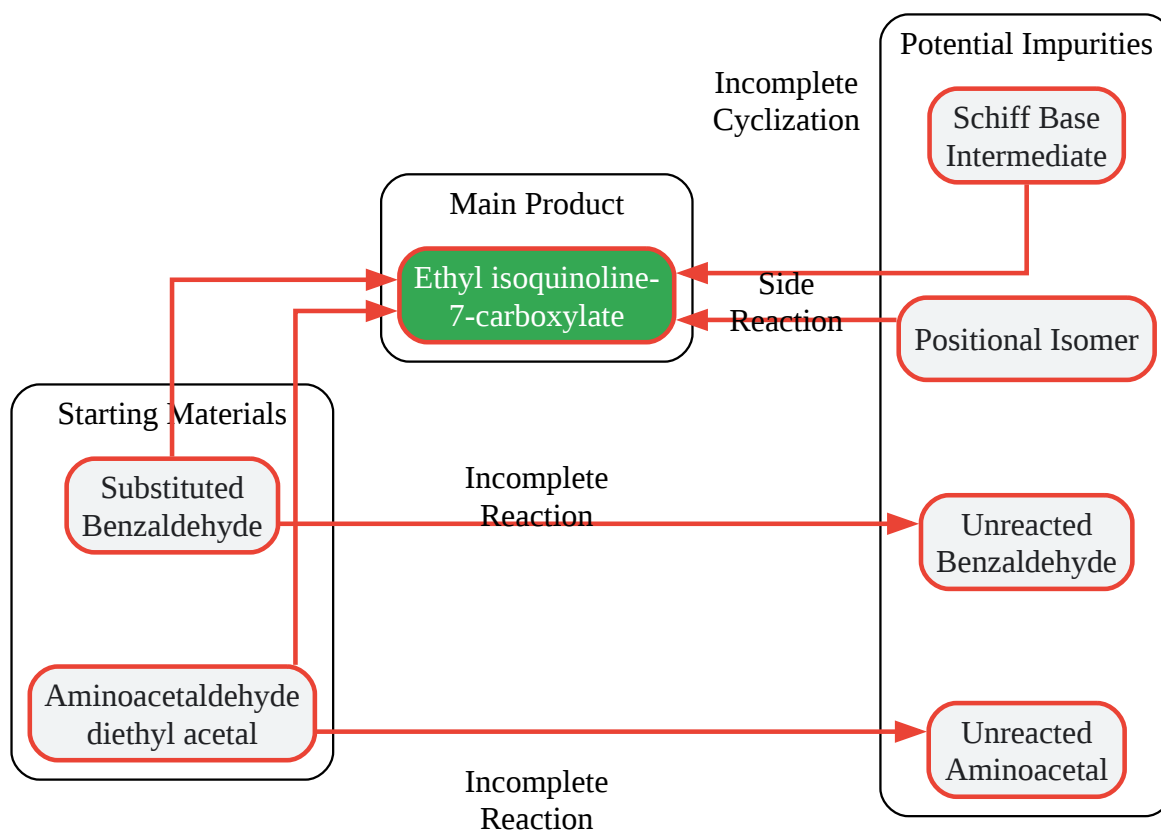 Potential Impurities
Incomplete
Cyclization
Schiff Base
Intermediate
Main Product
Ethyl isoquinoline-
7-carboxylate
Side
Reaction
Positional Isomer
Starting Materials
Substituted
Benzaldehyde
Incomplete
Reaction
Unreacted
Benzaldehyde
Aminoacetaldehyde
diethyl acetal
Unreacted
Aminoacetal
Incomplete
Reaction